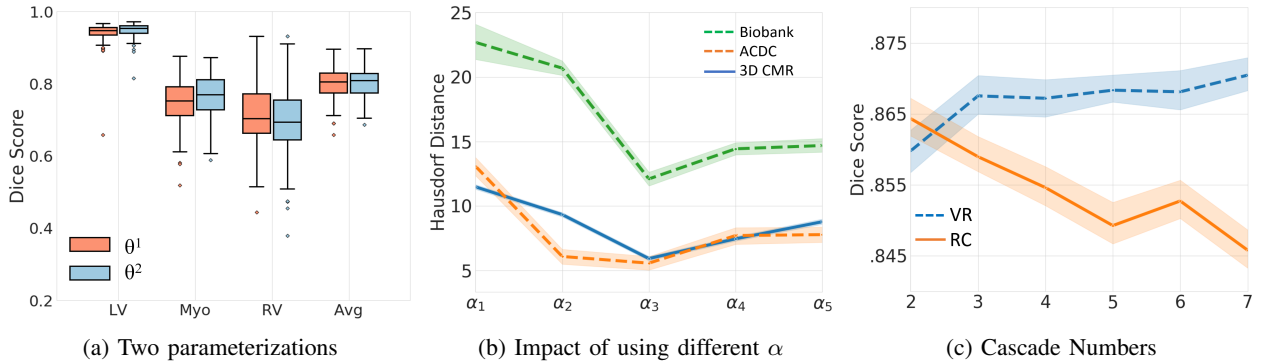 1.0
0.8
0.6
0.4
0.2
Dice Score
θ¹
θ²
LV Myo RV Avg
(a) Two parameterizations
25
20
15
10
5
Hausdorf Distance
Biobank
ACDC
3D CMR
α₁ α₂ α₃ α₄ α₅
(b) Impact of using different α
.875
.865
.855
.845
Dice Score
VR
RC
2 3 4 5 6 7
(c) Cascade Numbers